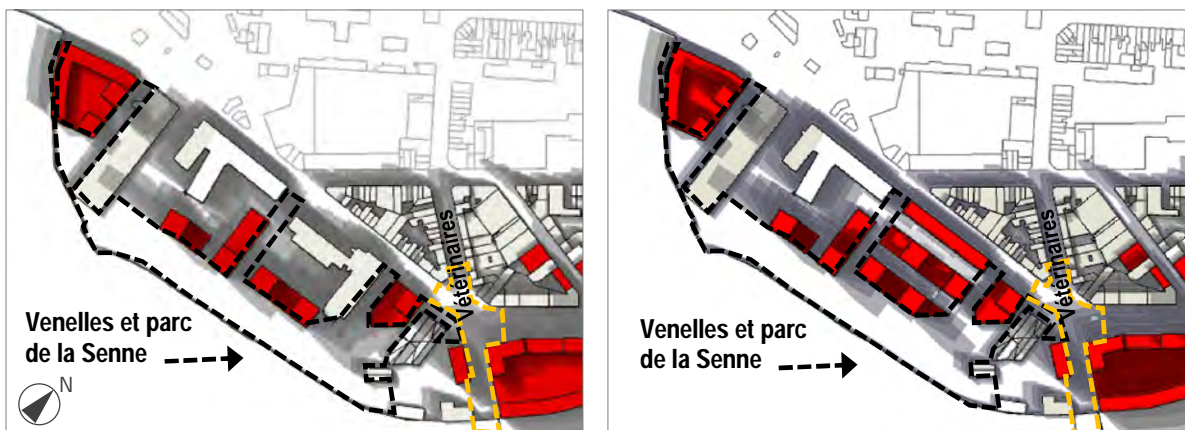 Vétérinaires
Venelles et parc
de la Senne
N
Vétérinaires
Venelles et parc
de la Senne